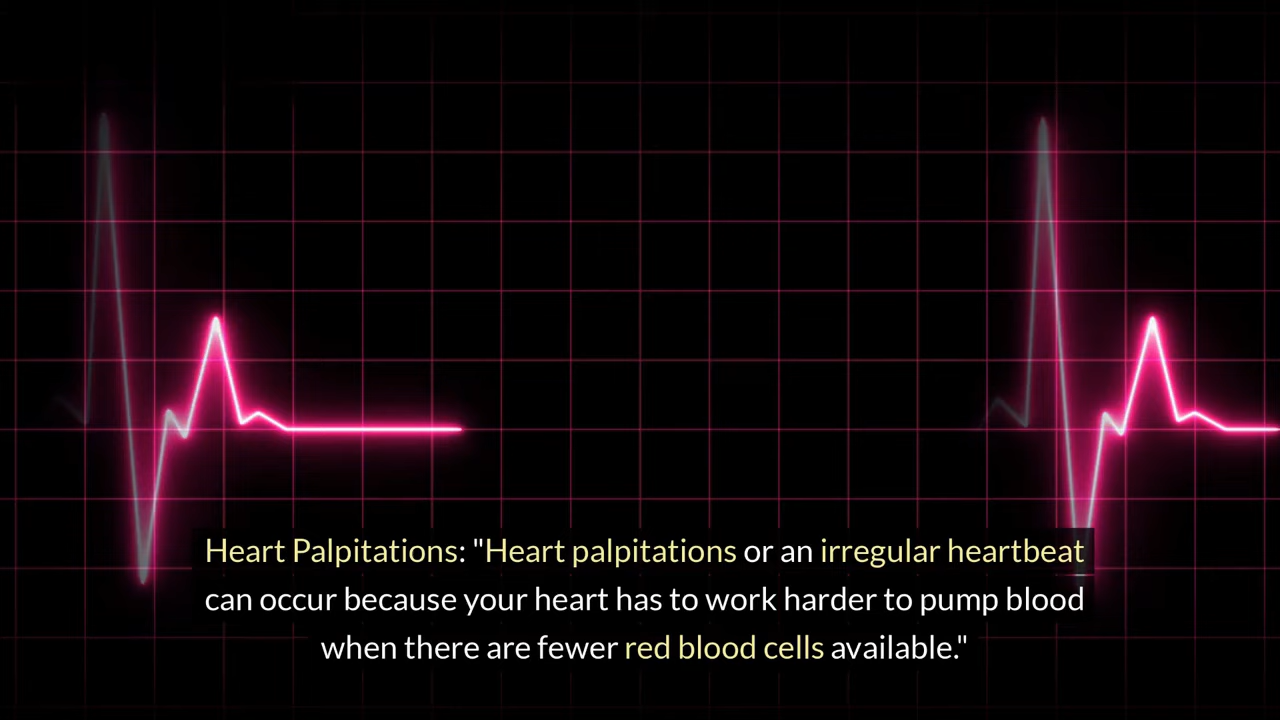 Heart Palpitations: "Heart palpitations or an irregular heartbeat
can occur because your heart has to work harder to pump blood
when there are fewer red blood cells available."